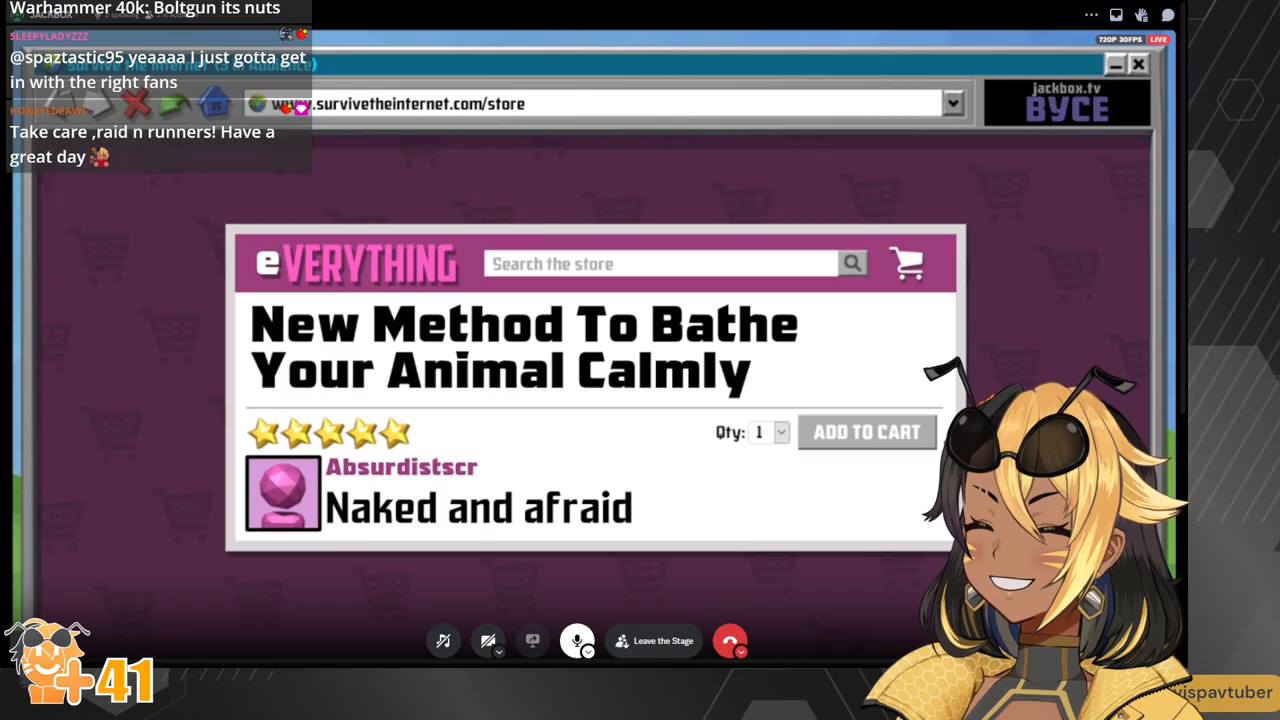 Warhammer 40k: Boltgun its nuts
SLEEPYLADYZZZ
@spaztastic95 yeaaaa I just gotta get
in with the right fans
HONEYEDPAWS
Take care ,raid n runners! Have a
great day
720P 30FPS LIVE
www.survivetheinternet.com/store
jackbox.tv
BYCE
eVERYTHING
Search the store
New Method To Bathe
Your Animal Calmly
Qty: 1
ADD TO CART
Absurdistscr
Naked and afraid
Leave the Stage
+41
vispavtuber